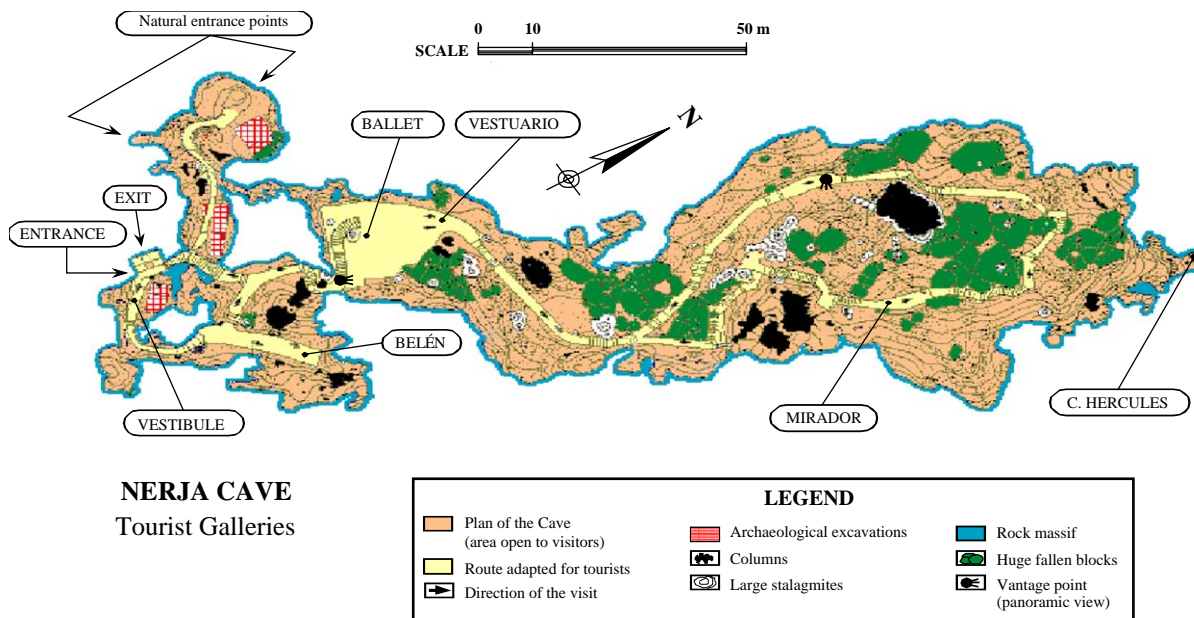 Natural entrance points
0 10 50 m
SCALE
N
BALLET
VESTUARIO
EXIT
ENTRANCE
BELÉN
VESTIBULE
MIRADOR
C. HERCULES
NERJA CAVE
Tourist Galleries
LEGEND
Plan of the Cave
(area open to visitors)
Route adapted for tourists
Direction of the visit
Archaeological excavations
Columns
Large stalagmites
Rock massif
Huge fallen blocks
Vantage point
(panoramic view)